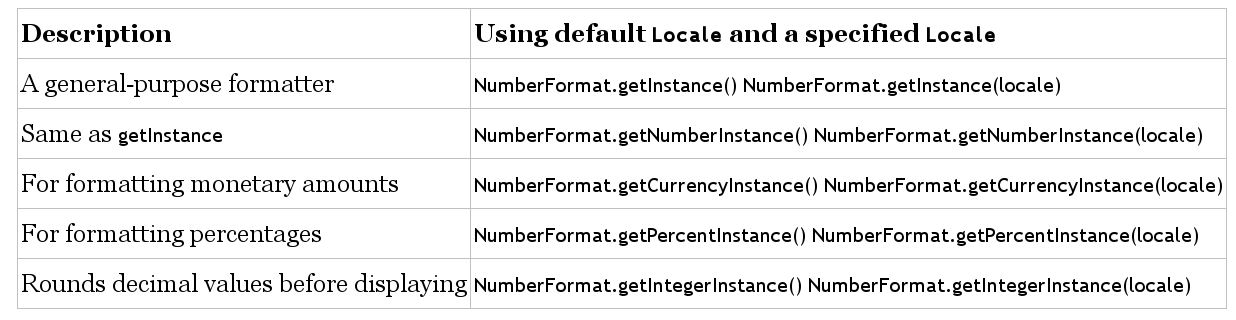 Description Using default Locale and a specified Locale
A general-purpose formatter NumberFormat.getInstance() NumberFormat.getInstance(locale)
Same as getInstance NumberFormat.getNumberInstance() NumberFormat.getNumberInstance(locale)
For formatting monetary amounts NumberFormat.getCurrencyInstance() NumberFormat.getCurrencyInstance(locale)
For formatting percentages NumberFormat.getPercentInstance() NumberFormat.getPercentInstance(locale)
Rounds decimal values before displaying NumberFormat.getIntegerInstance() NumberFormat.getIntegerInstance(locale)